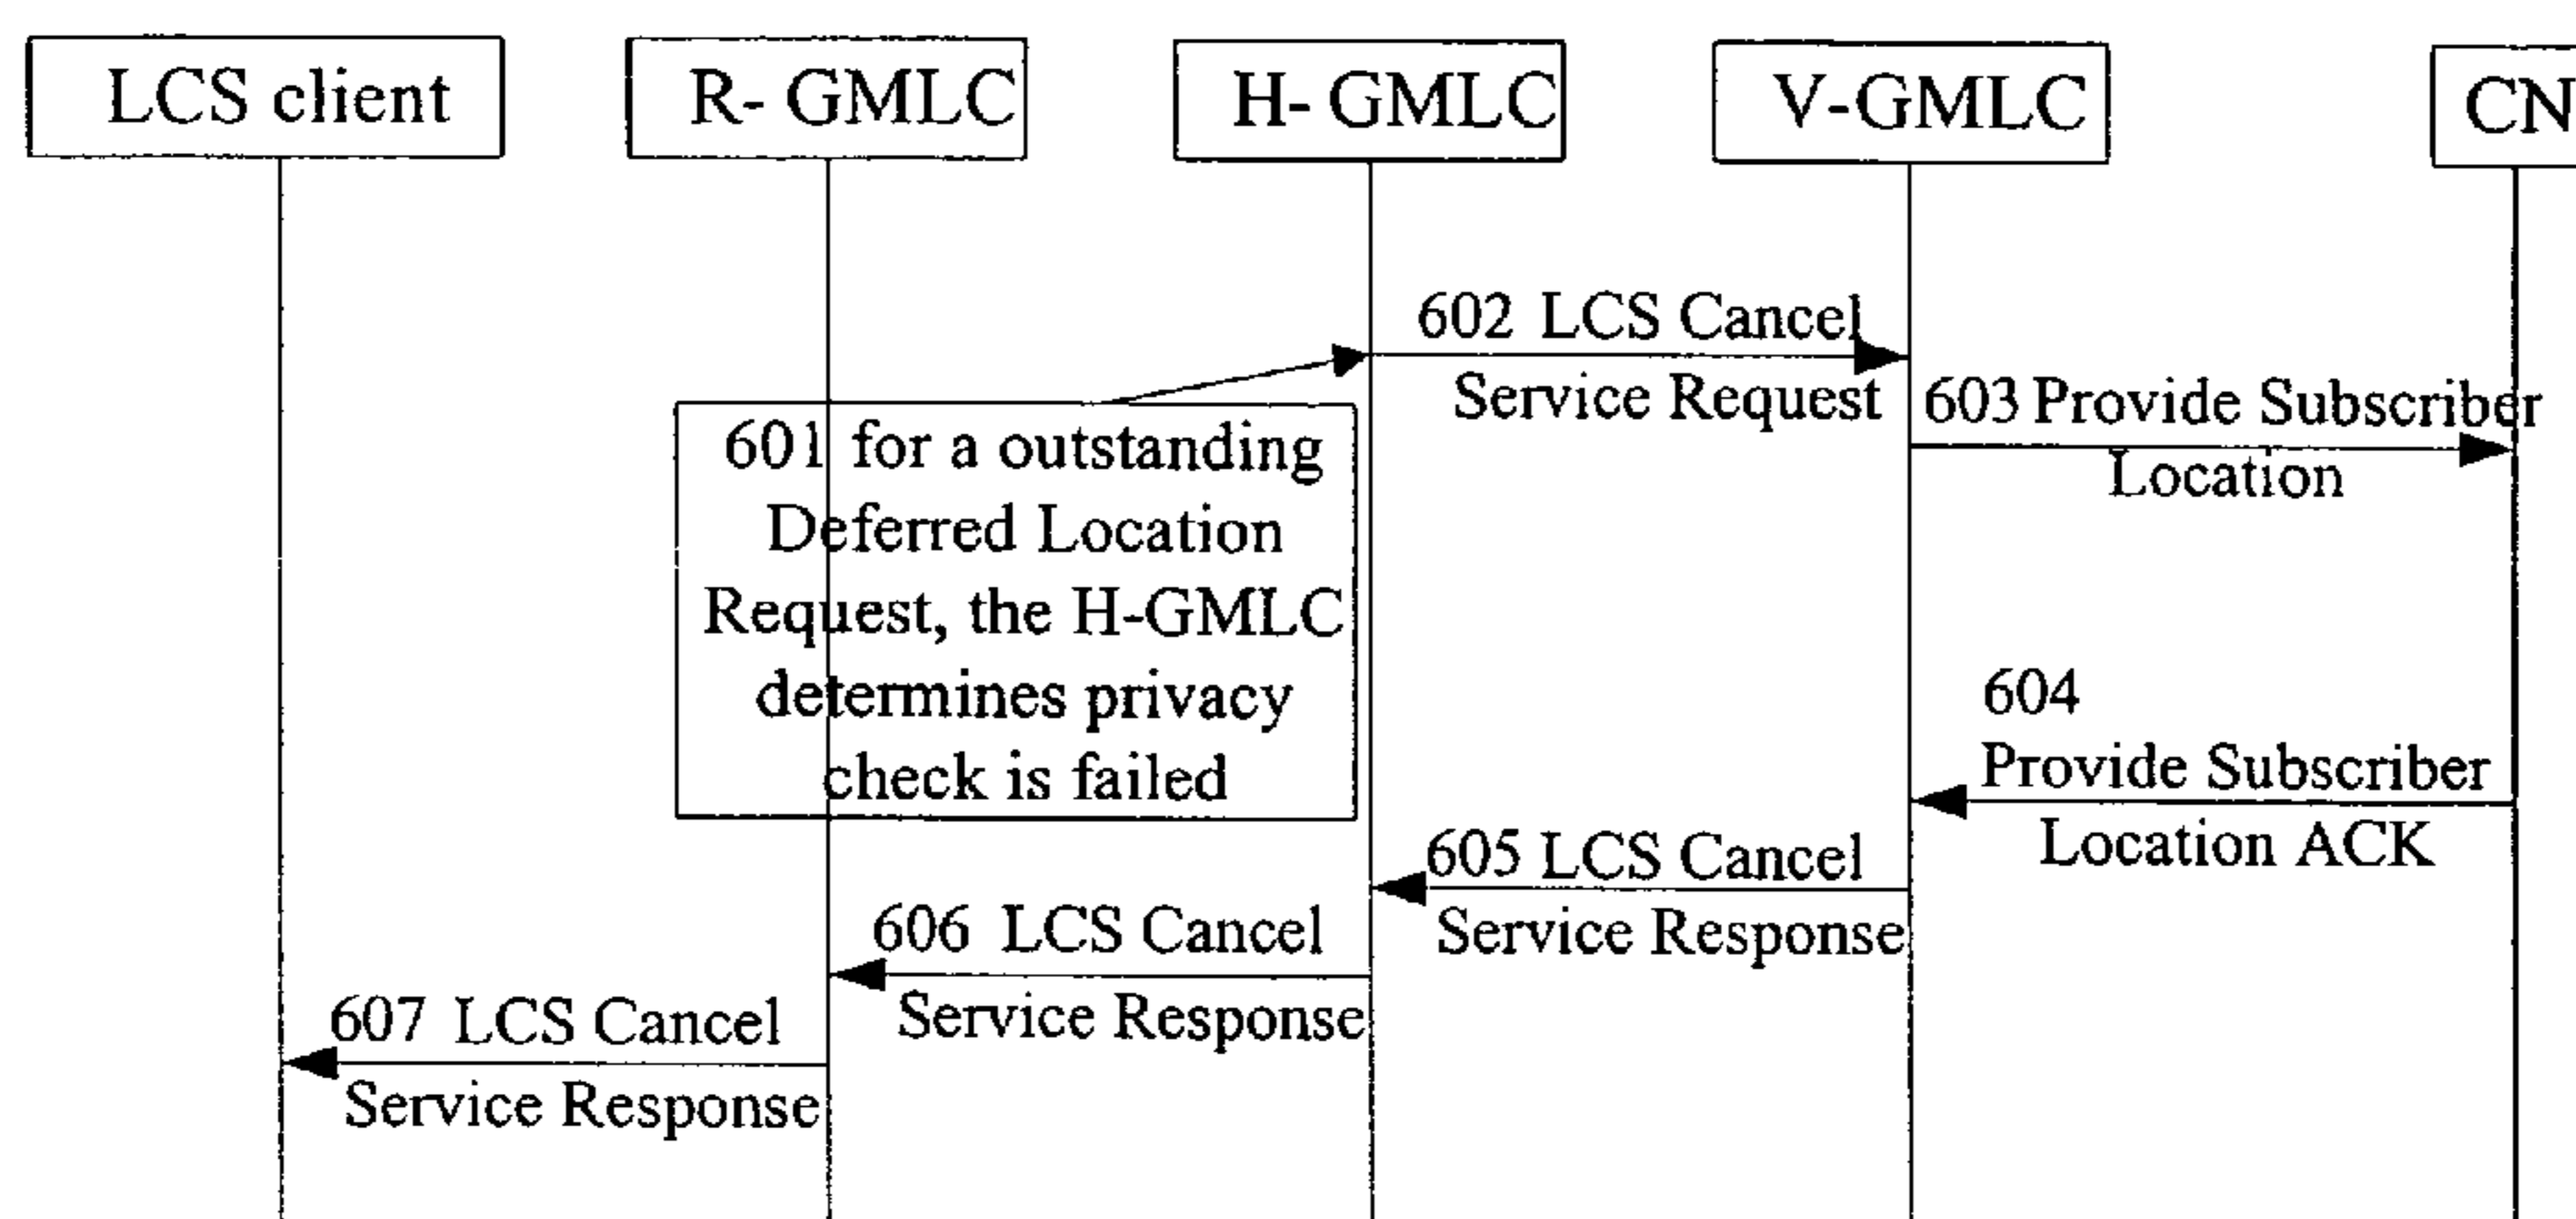 LCS client
R- GMLC
H- GMLC
V-GMLC
CN
602 LCS Cancel
Service Request
603 Provide Subscriber
Location
601 for a outstanding
Deferred Location
Request, the H-GMLC
determines privacy
check is failed
604
Provide Subscriber
Location ACK
605 LCS Cancel
Service Response
606 LCS Cancel
Service Response
607 LCS Cancel
Service Response